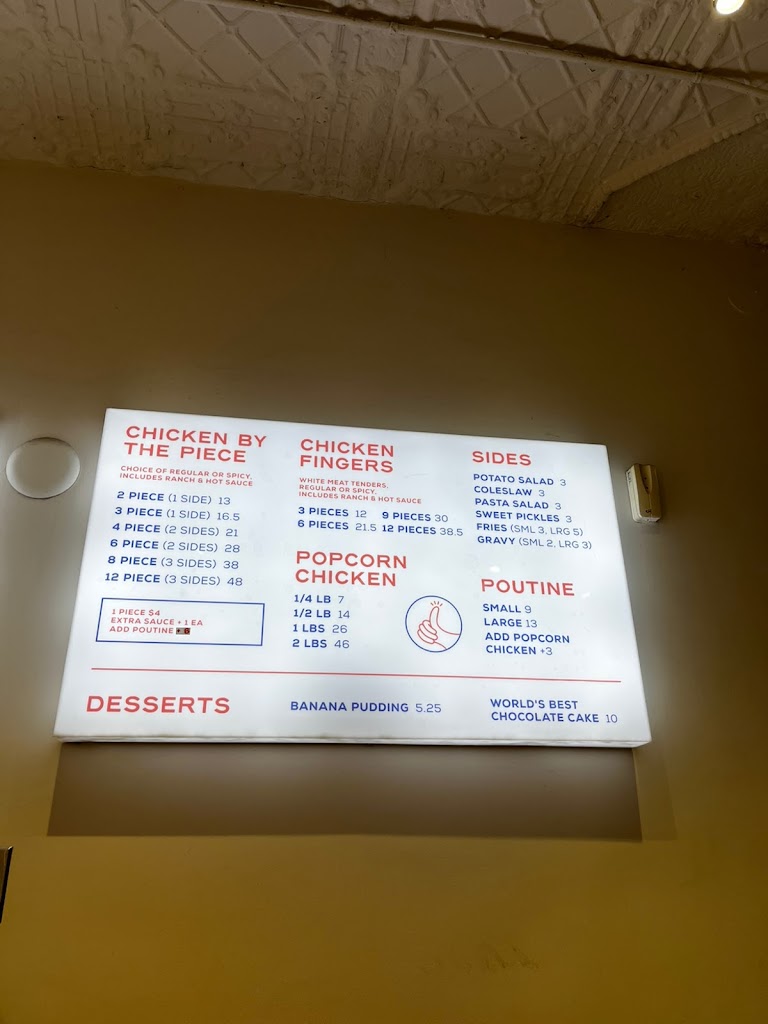 CHICKEN BY
THE PIECE
CHOICE OF REGULAR OR SPICY,
INCLUDES RANCH & HOT SAUCE
2 PIECE (1 SIDE) 13
3 PIECE (1 SIDE) 16.5
4 PIECE (2 SIDES) 21
6 PIECE (2 SIDES) 28
8 PIECE (3 SIDES) 38
12 PIECE (3 SIDES) 48
1 PIECE $4
EXTRA SAUCE + 1 EA
ADD POUTINE + 6
CHICKEN
FINGERS
WHITE MEAT TENDERS,
REGULAR OR SPICY,
INCLUDES RANCH & HOT SAUCE
3 PIECES 12 9 PIECES 30
6 PIECES 21.5 12 PIECES 38.5
POPCORN
CHICKEN
1/4 LB 7
1/2 LB 14
1 LBS 26
2 LBS 46
SIDES
POTATO SALAD 3
COLESLAW 3
PASTA SALAD 3
SWEET PICKLES 3
FRIES (SML 3, LRG 5)
GRAVY (SML 2, LRG 3)
POUTINE
SMALL 9
LARGE 13
ADD POPCORN
CHICKEN +3
DESSERTS
BANANA PUDDING 5.25
WORLD'S BEST
CHOCOLATE CAKE 10